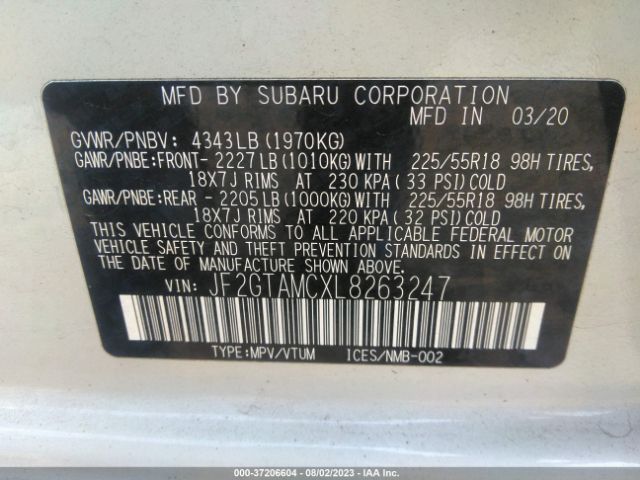 MFD BY SUBARU CORPORATION
MFD IN 03/20
GVWR/PNBV: 4343LB(1970KG)
GAWR/PNBE:FRONT-2227LB(1010KG)WITH 225/55R18 98H TIRES,
18X7J RIMS AT 230 KPA( 33 PSI)COLD
GAWR/PNBE:REAR -2205LB(1000KG)WITH 225/55R18 98H TIRES,
18X7J RIMS AT 220 KPA( 32 PSI)COLD
THIS VEHICLE CONFORMS TO ALL APPLICABLE FEDERAL MOTOR
VEHICLE SAFETY AND THEFT PREVENTION STANDARDS IN EFFECT ON
THE DATE OF MANUFACTURE SHOWN ABOVE.
VIN: JF2GTAMCXL8263247
TYPE:MPV/VTUM ICES/NMB-002
000-37206604 - 08/02/2023 - IAA Inc.